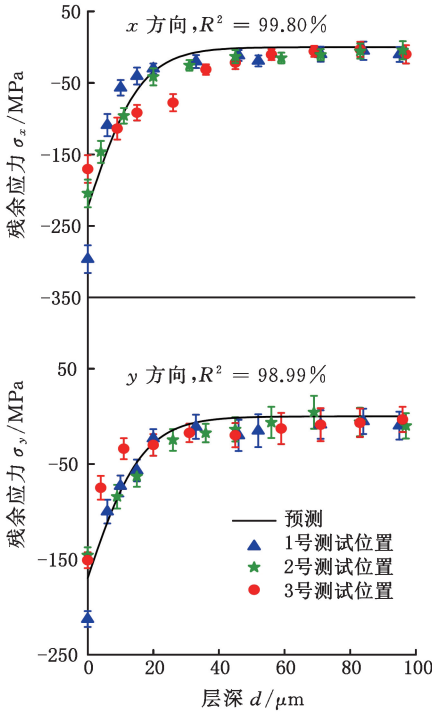 x 方向,R² = 99.80%
50
-50
-150
-250
-350
残余应力 σx/MPa
y 方向,R² = 98.99%
50
-50
-150
-250
残余应力 σy/MPa
预测
1号测试位置
2号测试位置
3号测试位置
0 20 40 60 80 100
层深 d/μm